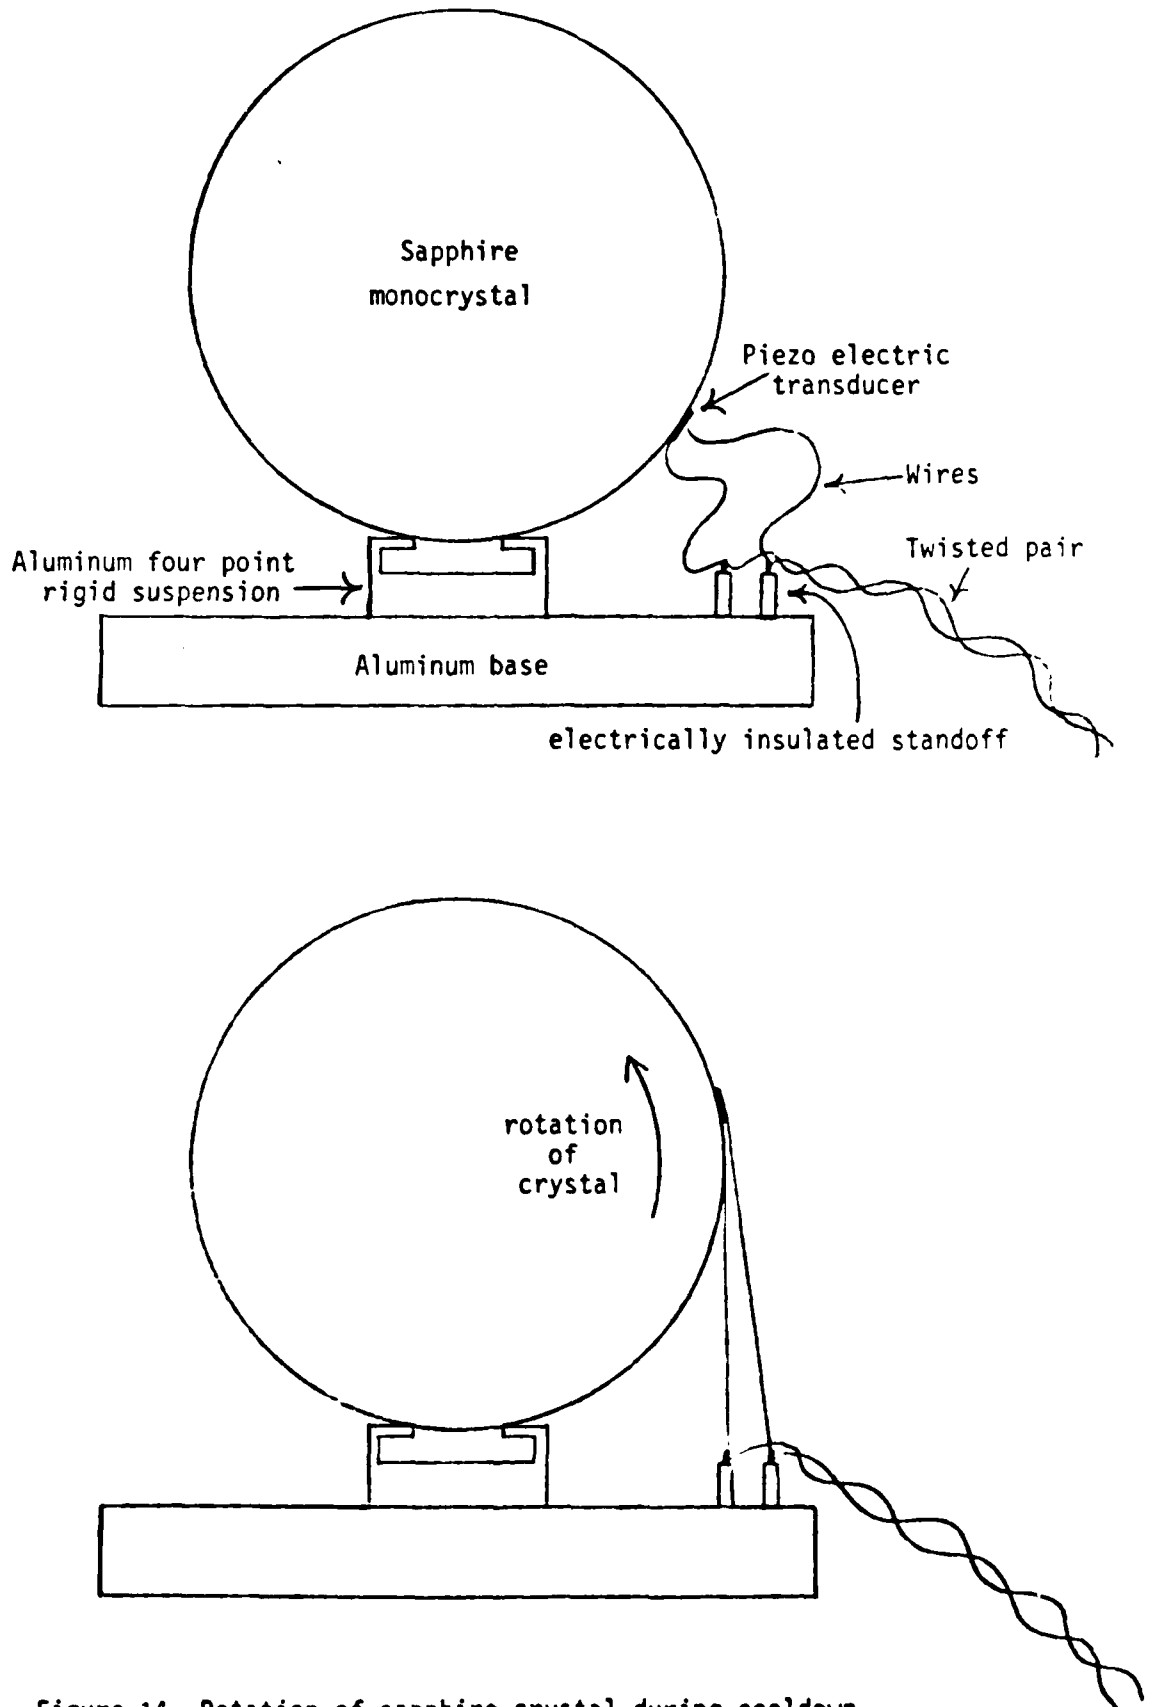 Sapphire
monocrystal
Piezo electric
transducer
Wires
Twisted pair
Aluminum four point
rigid suspension
Aluminum base
electrically insulated standoff
rotation
of
crystal
Figure 14. Rotation of sapphire crystal during cooldown